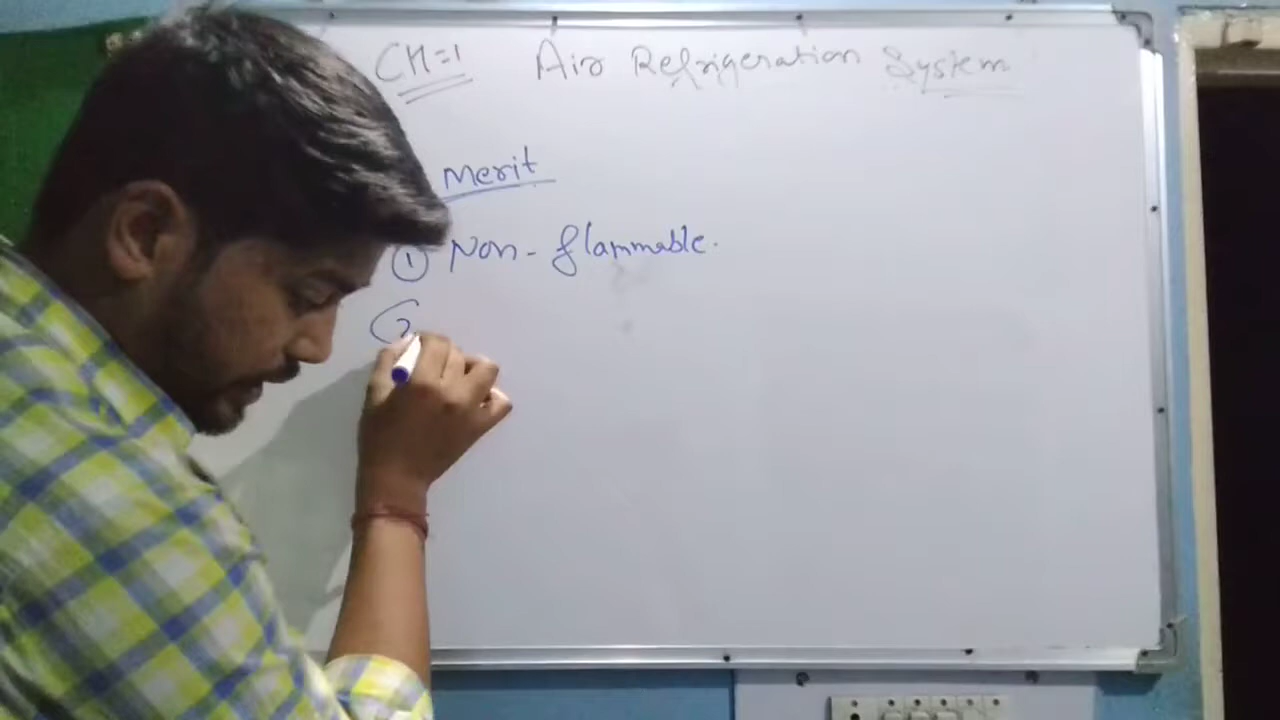 CH=1 Air Refrigeration System
Merit
① Non-flammable.